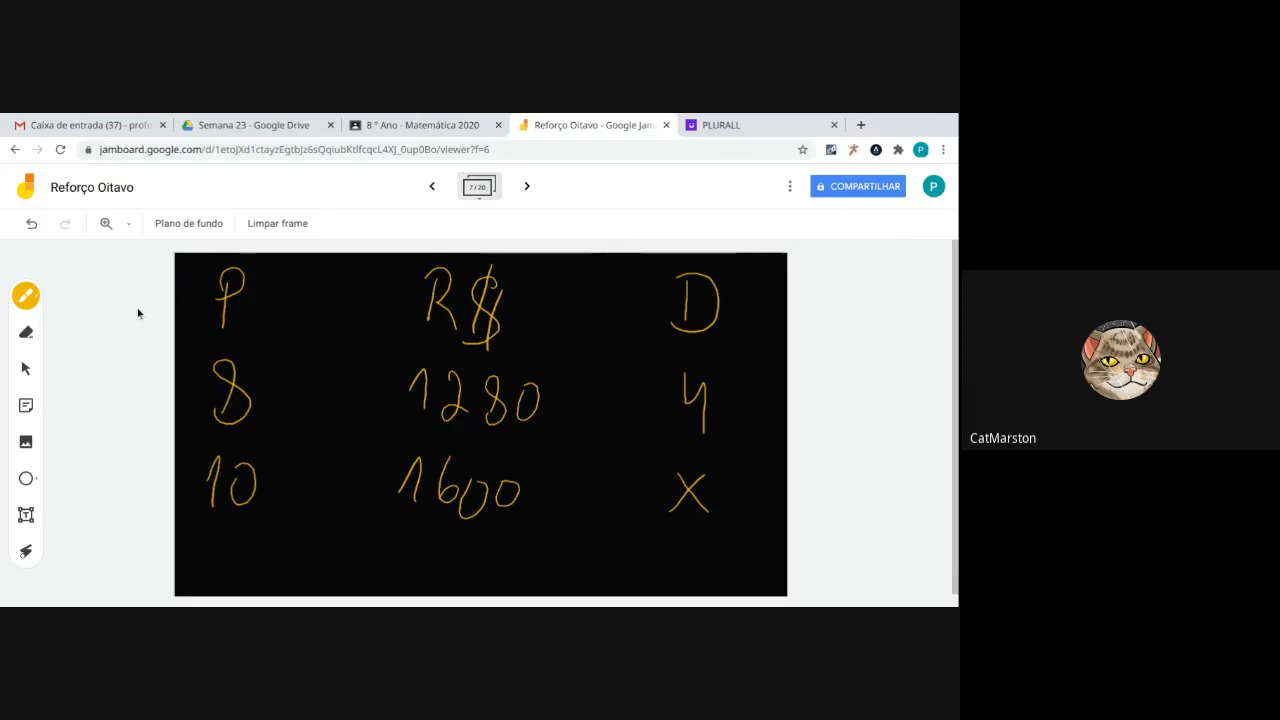 Caixa de entrada (37) - profm
Semana 23 - Google Drive
8 º Ano - Matemática 2020
Reforço Oitavo - Google Jam
PLURALL
jamboard.google.com/d/1etoJXd1ctayzEgtbJz6sQqiubKtlfcqcL4XJ_0up0Bo/viewer?f=6
P
Reforço Oitavo
7 / 20
COMPARTILHAR
P
Plano de fundo
Limpar frame
P R$ D
8 1280 4
10 1600 x
CatMarston